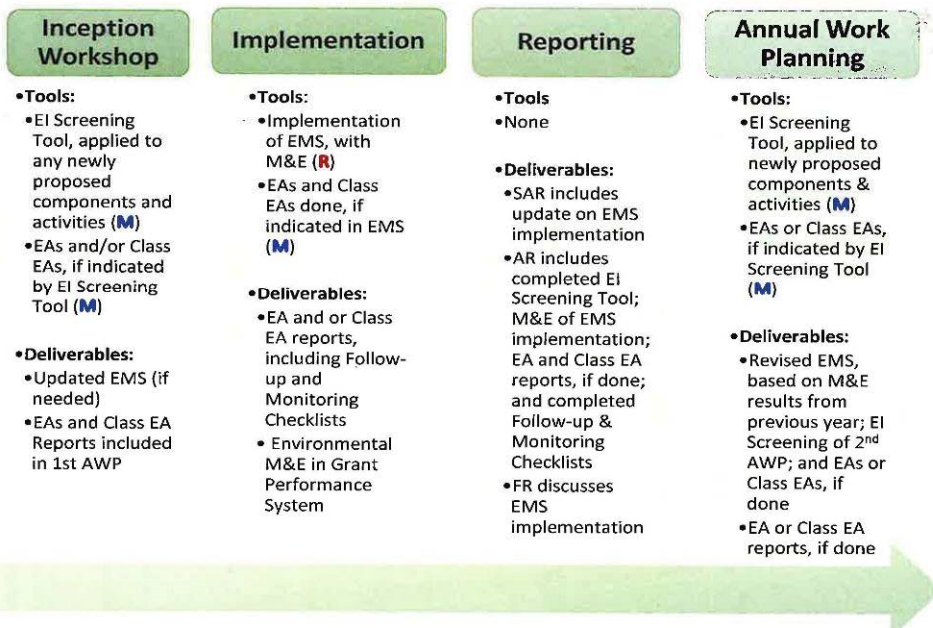 Inception
Workshop
•Tools:
•EI Screening
Tool, applied to
any newly
proposed
components and
activities (M)
•EAs and/or Class
EAs, if indicated
by EI Screening
Tool (M)
•Deliverables:
•Updated EMS (if
needed)
•EAs and Class EA
Reports included
in 1st AWP
Implementation
•Tools:
•Implementation
of EMS, with
M&E (R)
•EAs and Class
EAs done, if
indicated in EMS
(M)
•Deliverables:
•EA and or Class
EA reports,
including Follow-
up and
Monitoring
Checklists
• Environmental
M&E in Grant
Performance
System
Reporting
•Tools
•None
•Deliverables:
•SAR includes
update on EMS
implementation
•AR includes
completed EI
Screening Tool;
M&E of EMS
implementation;
EA and Class EA
reports, if done;
and completed
Follow-up &
Monitoring
Checklists
•FR discusses
EMS
implementation
Annual Work
Planning
•Tools:
•EI Screening
Tool, applied to
newly proposed
components &
activities (M)
•EAs or Class EAs,
if indicated by EI
Screening Tool
(M)
•Deliverables:
•Revised EMS,
based on M&E
results from
previous year; EI
Screening of 2nd
AWP; and EAs or
Class EAs, if
done
•EA or Class EA
reports, if done